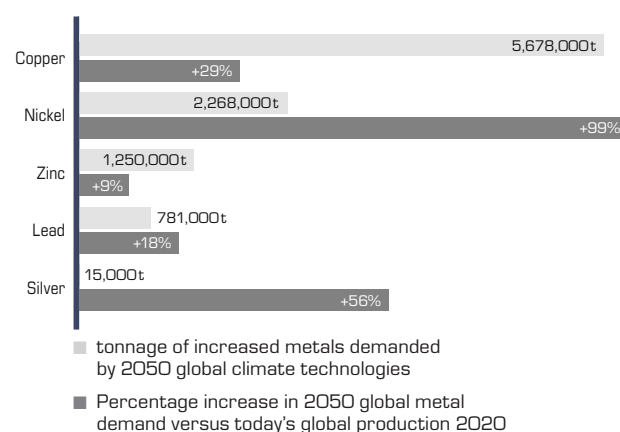 5,678,000t
Copper
+29%
2,268,000t
Nickel
+99%
1,250,000t
Zinc
+9%
781,000t
Lead
+18%
15,000t
Silver
+56%
tonnage of increased metals demanded
by 2050 global climate technologies
Percentage increase in 2050 global metal
demand versus today's global production 2020